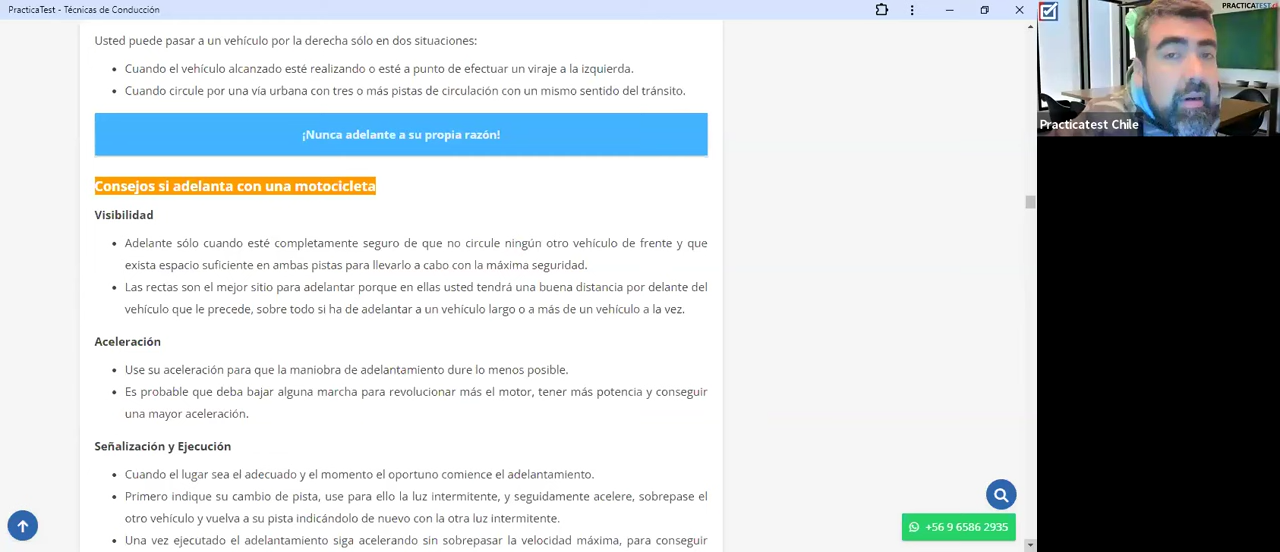 PracticaTest - Técnicas de Conducción
PRACTICATEST
Usted puede pasar a un vehículo por la derecha sólo en dos situaciones:
• Cuando el vehículo alcanzado esté realizando o esté a punto de efectuar un viraje a la izquierda.
• Cuando circule por una vía urbana con tres o más pistas de circulación con un mismo sentido del tránsito.
Practicatest Chile
¡Nunca adelante a su propia razón!
Consejos si adelanta con una motocicleta
Visibilidad
• Adelante sólo cuando esté completamente seguro de que no circule ningún otro vehículo de frente y que
exista espacio suficiente en ambas pistas para llevarlo a cabo con la máxima seguridad.
• Las rectas son el mejor sitio para adelantar porque en ellas usted tendrá una buena distancia por delante del
vehículo que le precede, sobre todo si ha de adelantar a un vehículo largo o a más de un vehículo a la vez.
Aceleración
• Use su aceleración para que la maniobra de adelantamiento dure lo menos posible.
• Es probable que deba bajar alguna marcha para revolucionar más el motor, tener más potencia y conseguir
una mayor aceleración.
Señalización y Ejecución
• Cuando el lugar sea el adecuado y el momento el oportuno comience el adelantamiento.
• Primero indique su cambio de pista, use para ello la luz intermitente, y seguidamente acelere, sobrepase el
otro vehículo y vuelva a su pista indicándolo de nuevo con la otra luz intermitente.
• Una vez ejecutado el adelantamiento siga acelerando sin sobrepasar la velocidad máxima, para conseguir
+56 9 6586 2935